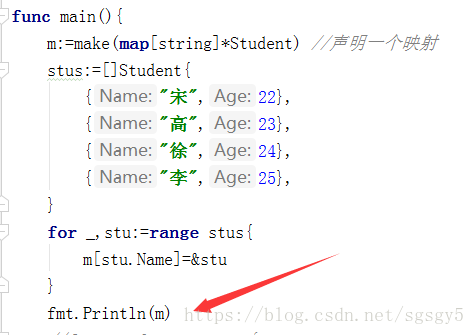 func main(){
m:=make(map[string]*Student) //声明一个映射
stus:=[]Student{
{Name:"宋",Age:22},
{Name:"高",Age:23},
{Name:"徐",Age:24},
{Name:"李",Age:25},
}
for _,stu:=range stus{
m[stu.Name]=&stu
}
fmt.Println(m) https://blog.csdn.net/sgsgy5